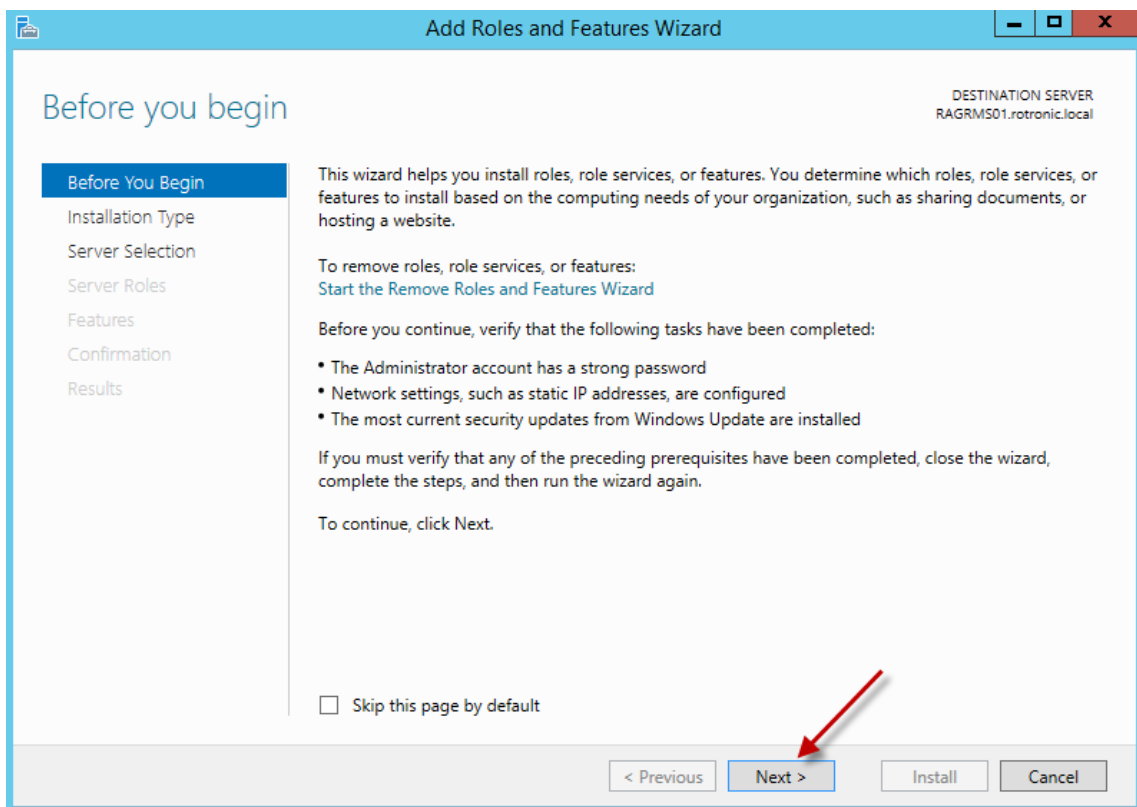 Add Roles and Features Wizard
Before you begin
DESTINATION SERVER
RAGRMS01.rotronic.local
Before You Begin
Installation Type
Server Selection
Server Roles
Features
Confirmation
Results
This wizard helps you install roles, role services, or features. You determine which roles, role services, or
features to install based on the computing needs of your organization, such as sharing documents, or
hosting a website.
To remove roles, role services, or features:
Start the Remove Roles and Features Wizard
Before you continue, verify that the following tasks have been completed:
• The Administrator account has a strong password
• Network settings, such as static IP addresses, are configured
• The most current security updates from Windows Update are installed
If you must verify that any of the preceding prerequisites have been completed, close the wizard,
complete the steps, and then run the wizard again.
To continue, click Next.
Skip this page by default
< Previous
Next >
Install
Cancel